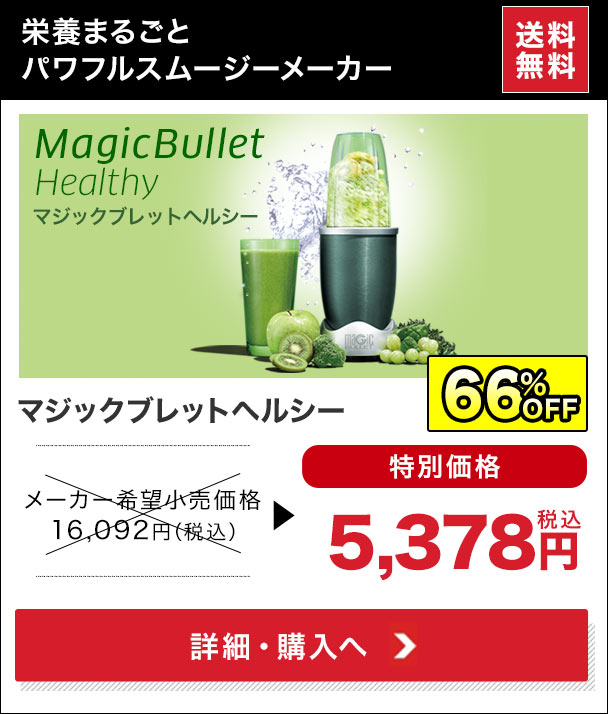 栄養まるごと
パワフルスムージーメーカー
送料
無料
MagicBullet
Healthy
マジックブレットヘルシー
magic
BULLET
66%OFF
マジックブレットヘルシー
メーカー希望小売価格
16,092円(税込)
特別価格
5,378円税込
詳細・購入へ